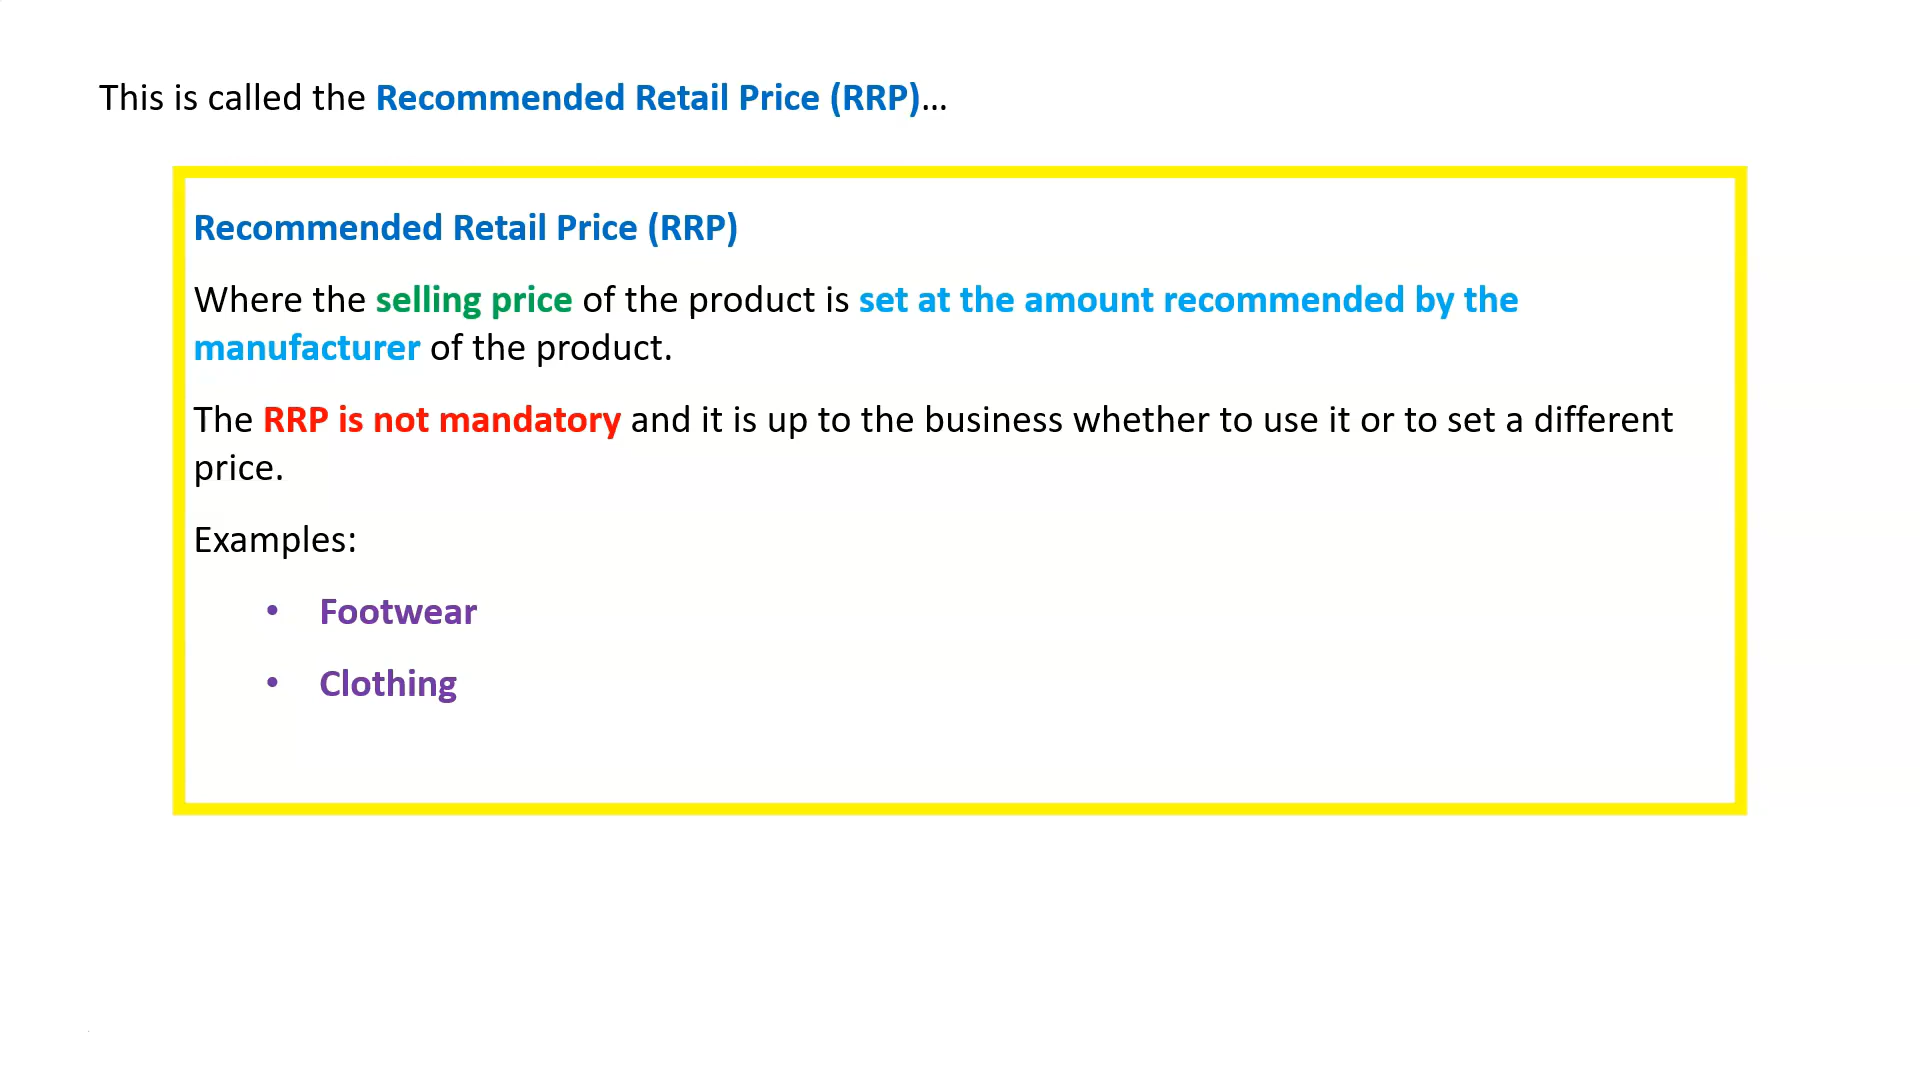 This is called the Recommended Retail Price (RRP)...
Recommended Retail Price (RRP)
Where the selling price of the product is set at the amount recommended by the
manufacturer of the product.
The RRP is not mandatory and it is up to the business whether to use it or to set a different
price.
Examples:
• Footwear
• Clothing